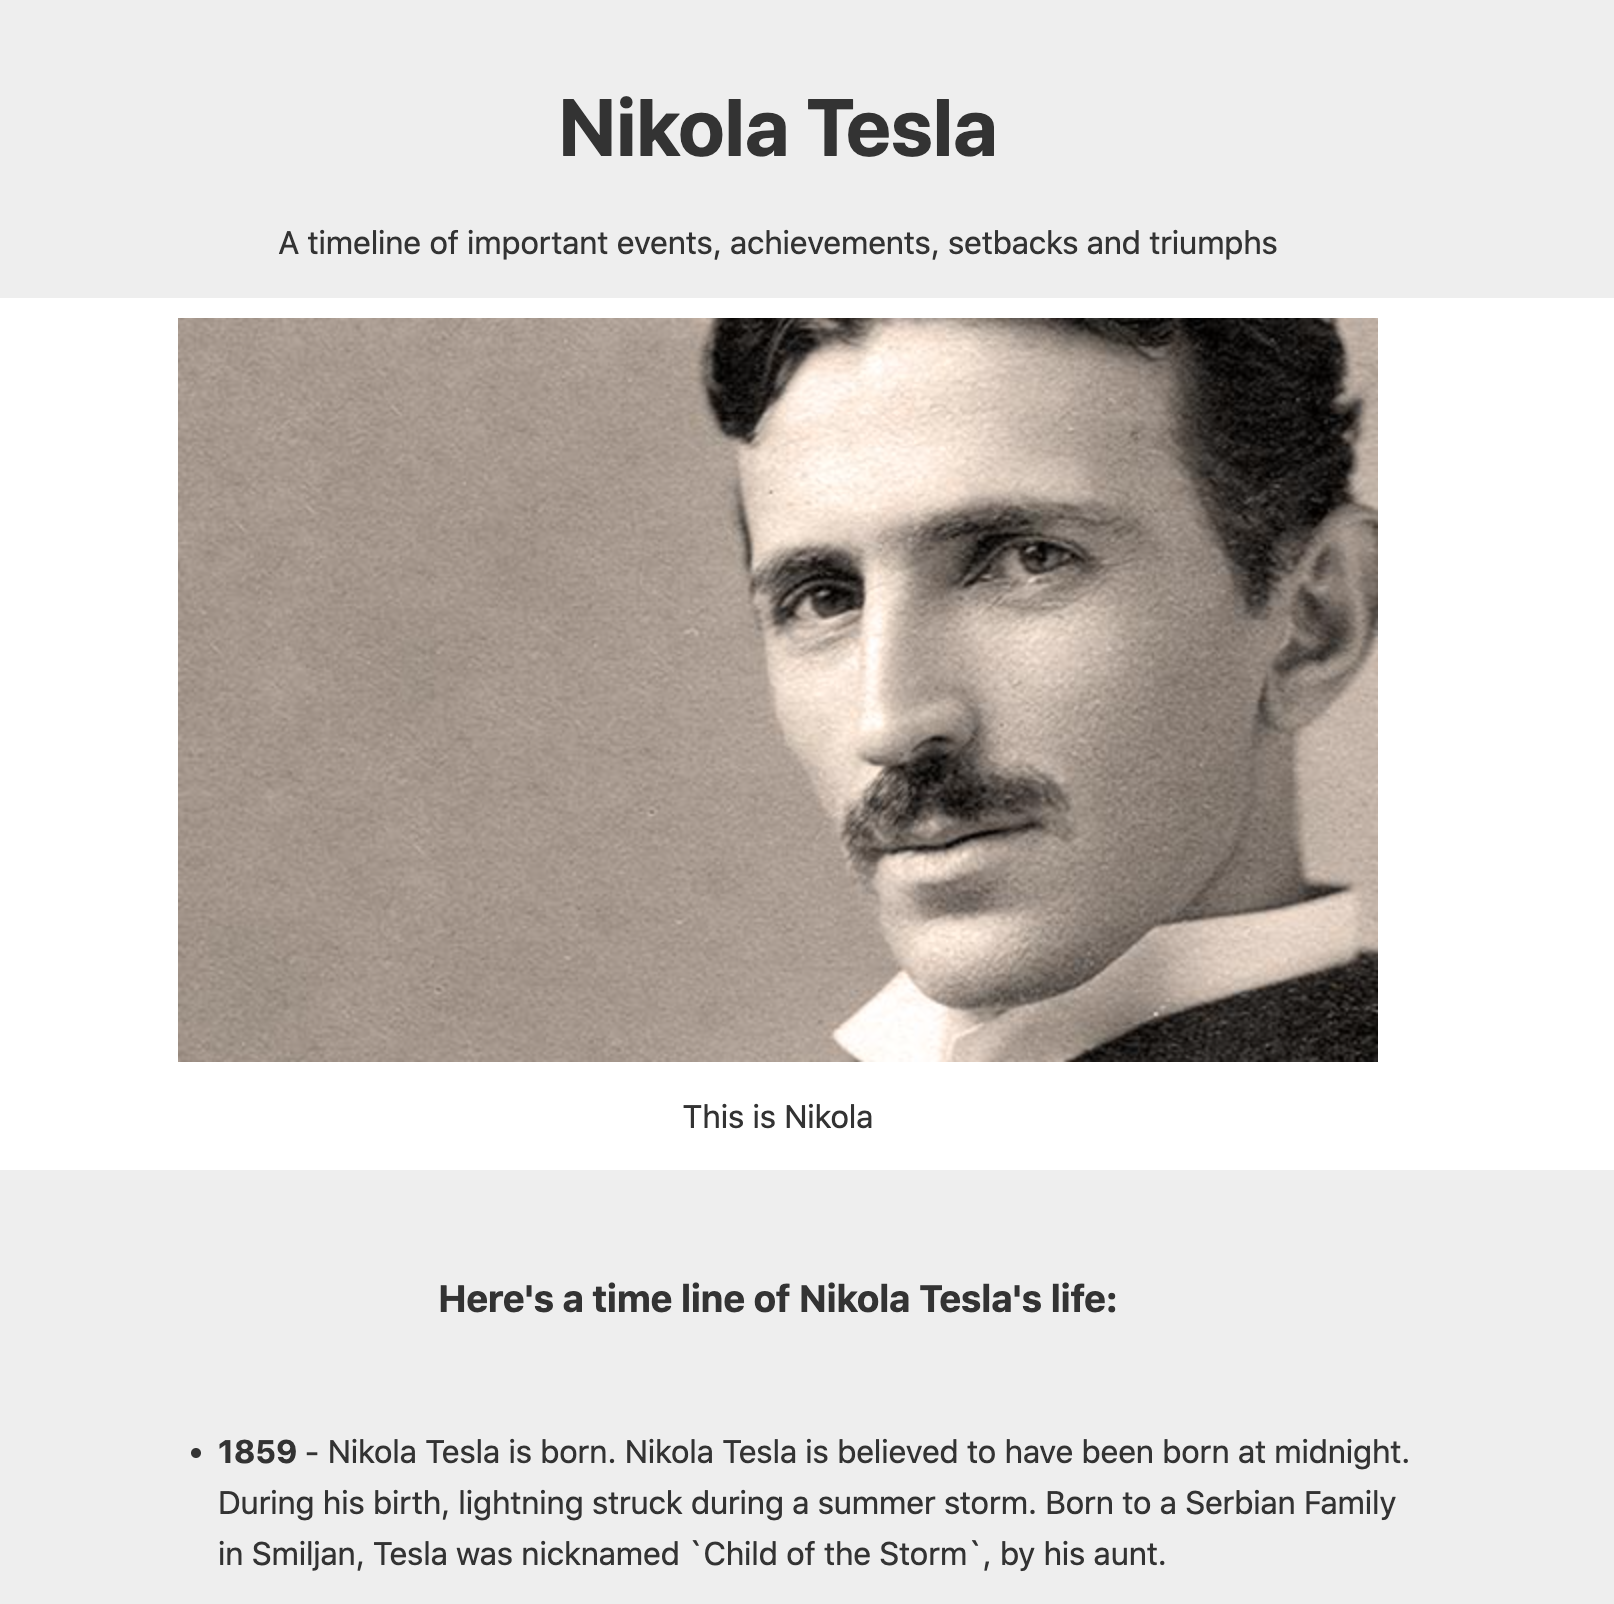 Nikola Tesla
A timeline of important events, achievements, setbacks and triumphs
This is Nikola
Here's a time line of Nikola Tesla's life:
• 1859 - Nikola Tesla is born. Nikola Tesla is believed to have been born at midnight.
During his birth, lightning struck during a summer storm. Born to a Serbian Family
in Smiljan, Tesla was nicknamed `Child of the Storm`, by his aunt.